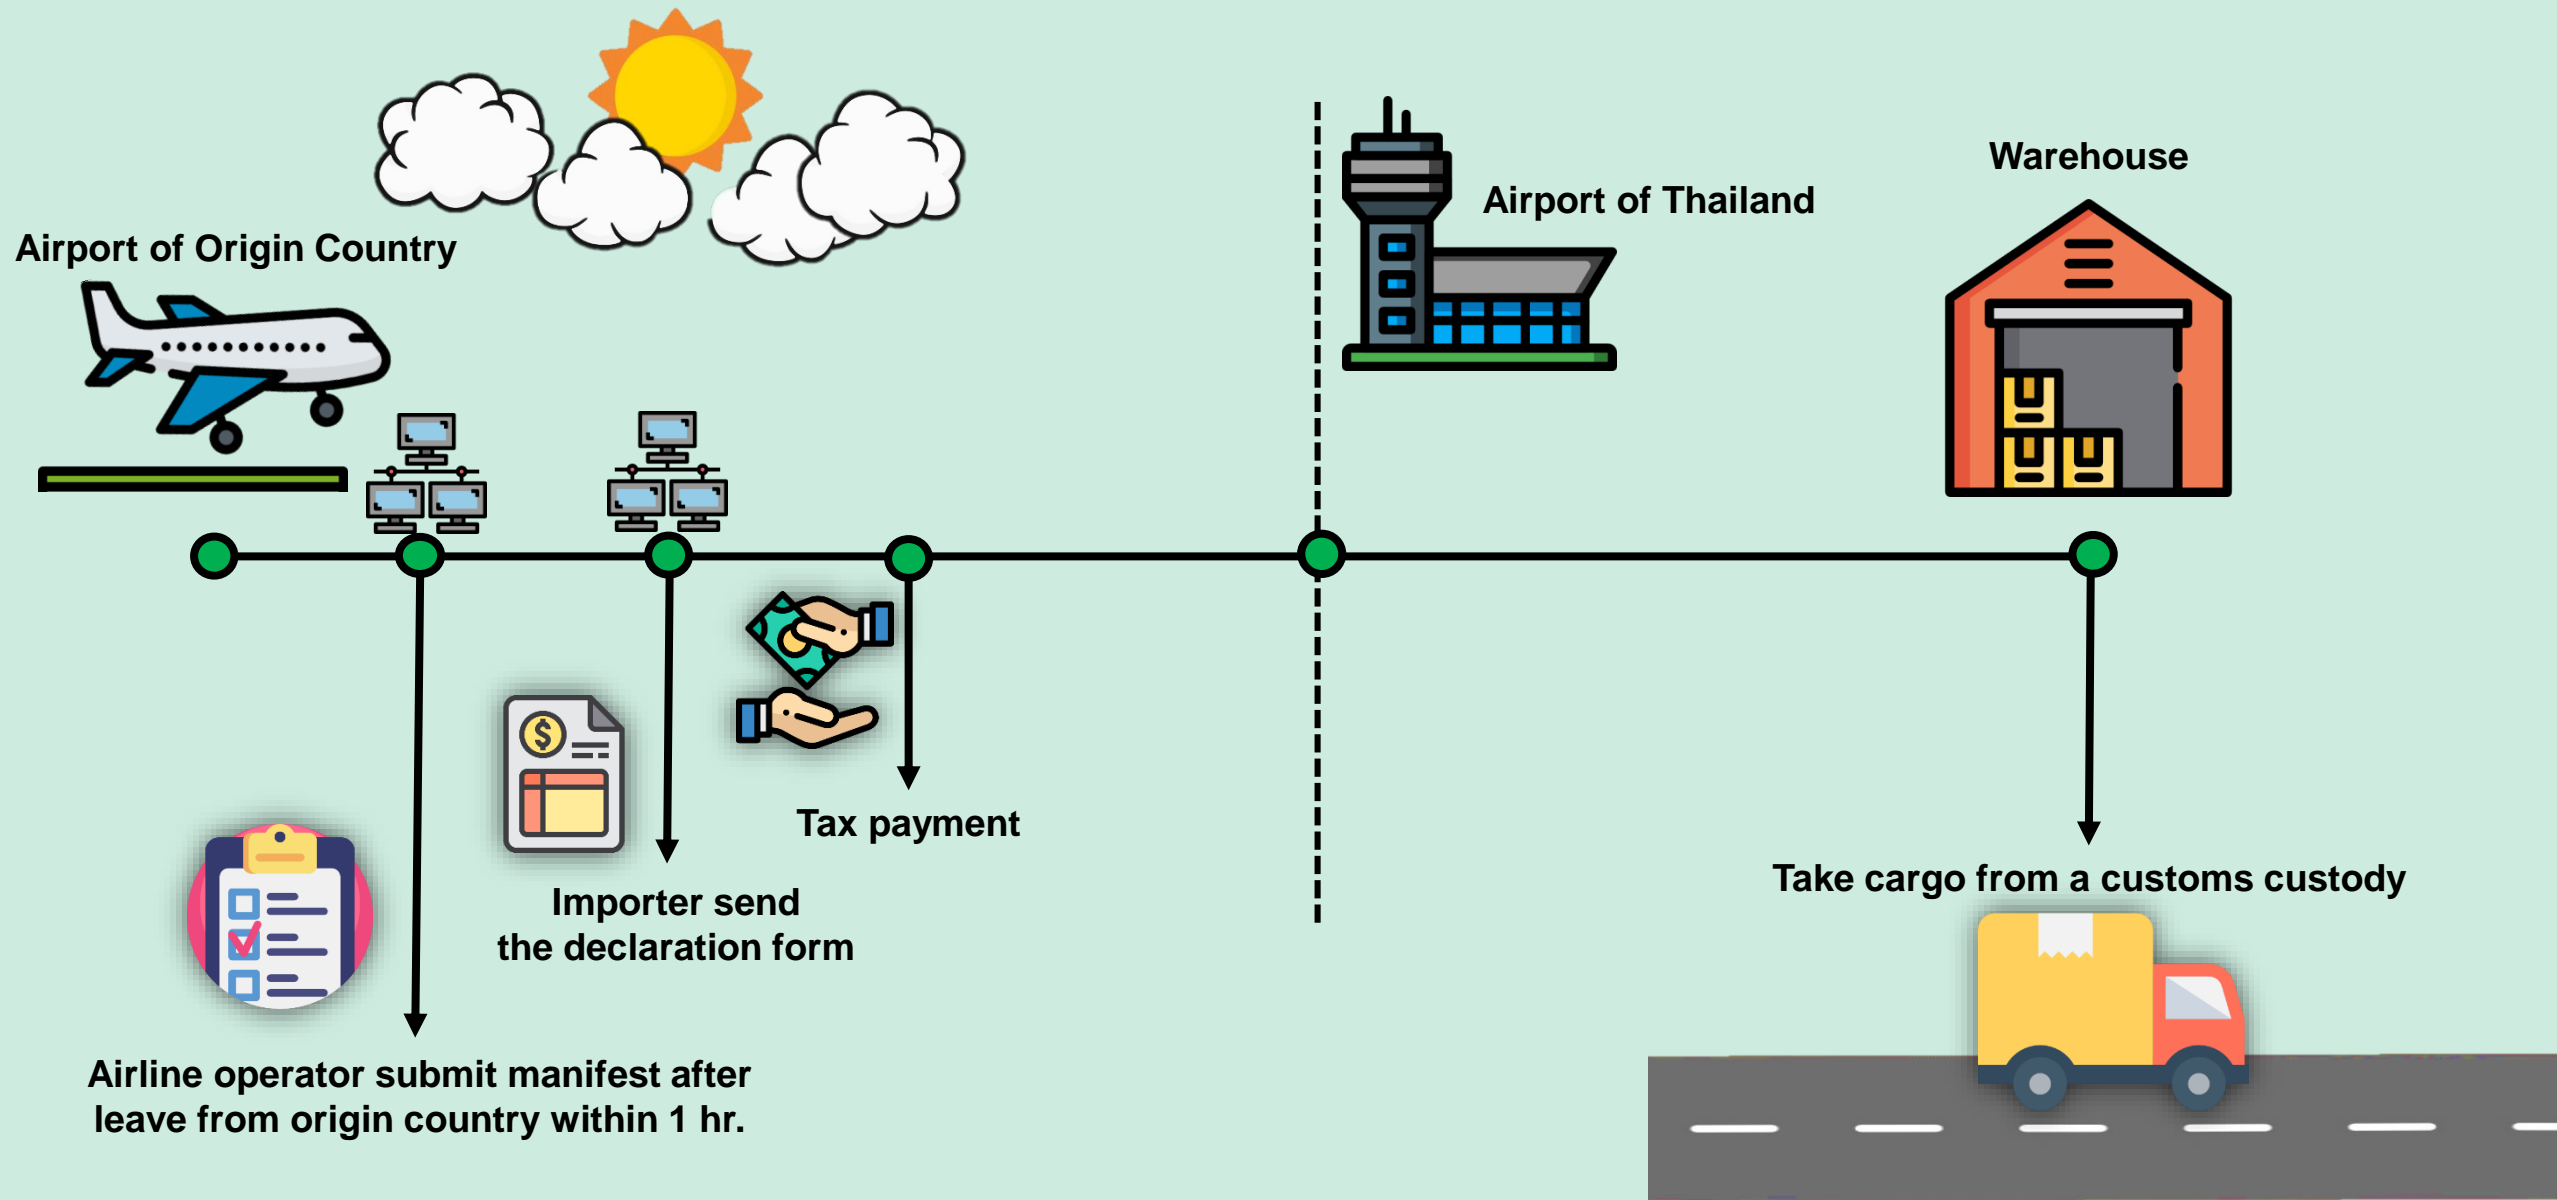 Warehouse
Airport of Thailand
Airport of Origin Country
Tax payment
Take cargo from a customs custody
Importer send
the declaration form
Airline operator submit manifest after
leave from origin country within 1 hr.